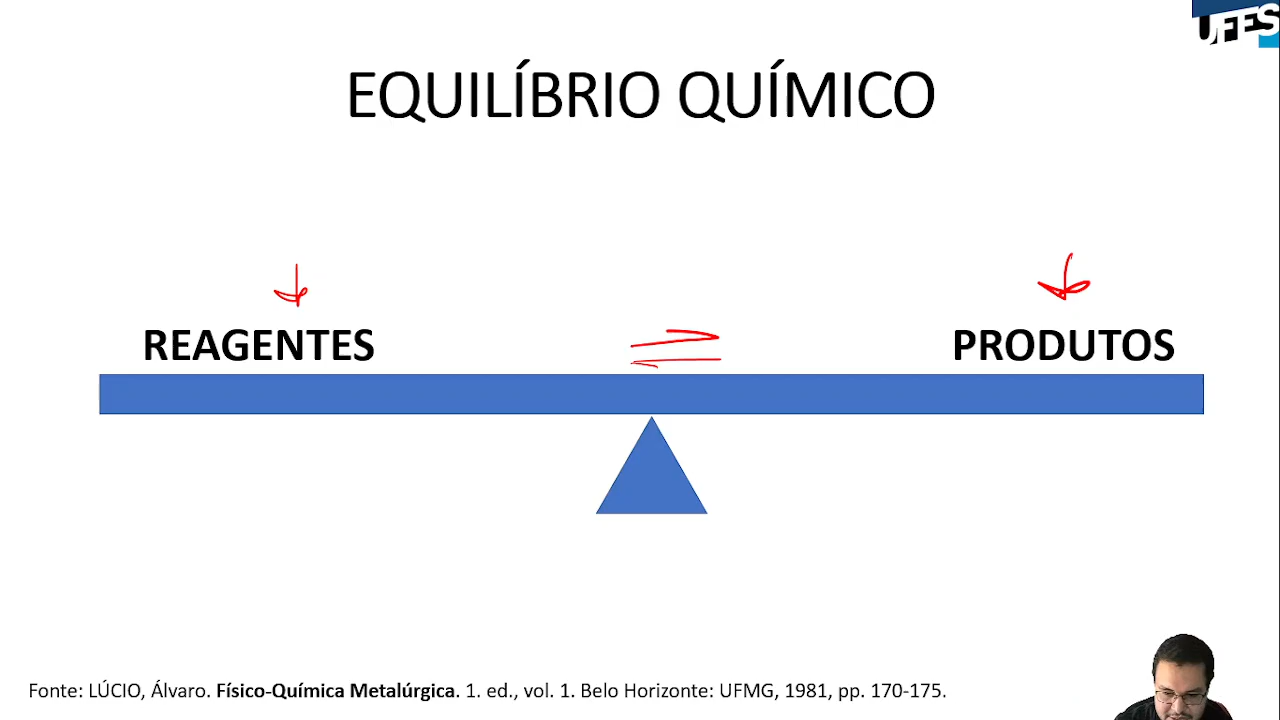 UFES
EQUILÍBRIO QUÍMICO
REAGENTES
PRODUTOS
Fonte: LÚCIO, Álvaro. Físico-Química Metalúrgica. 1. ed., vol. 1. Belo Horizonte: UFMG, 1981, pp. 170-175.